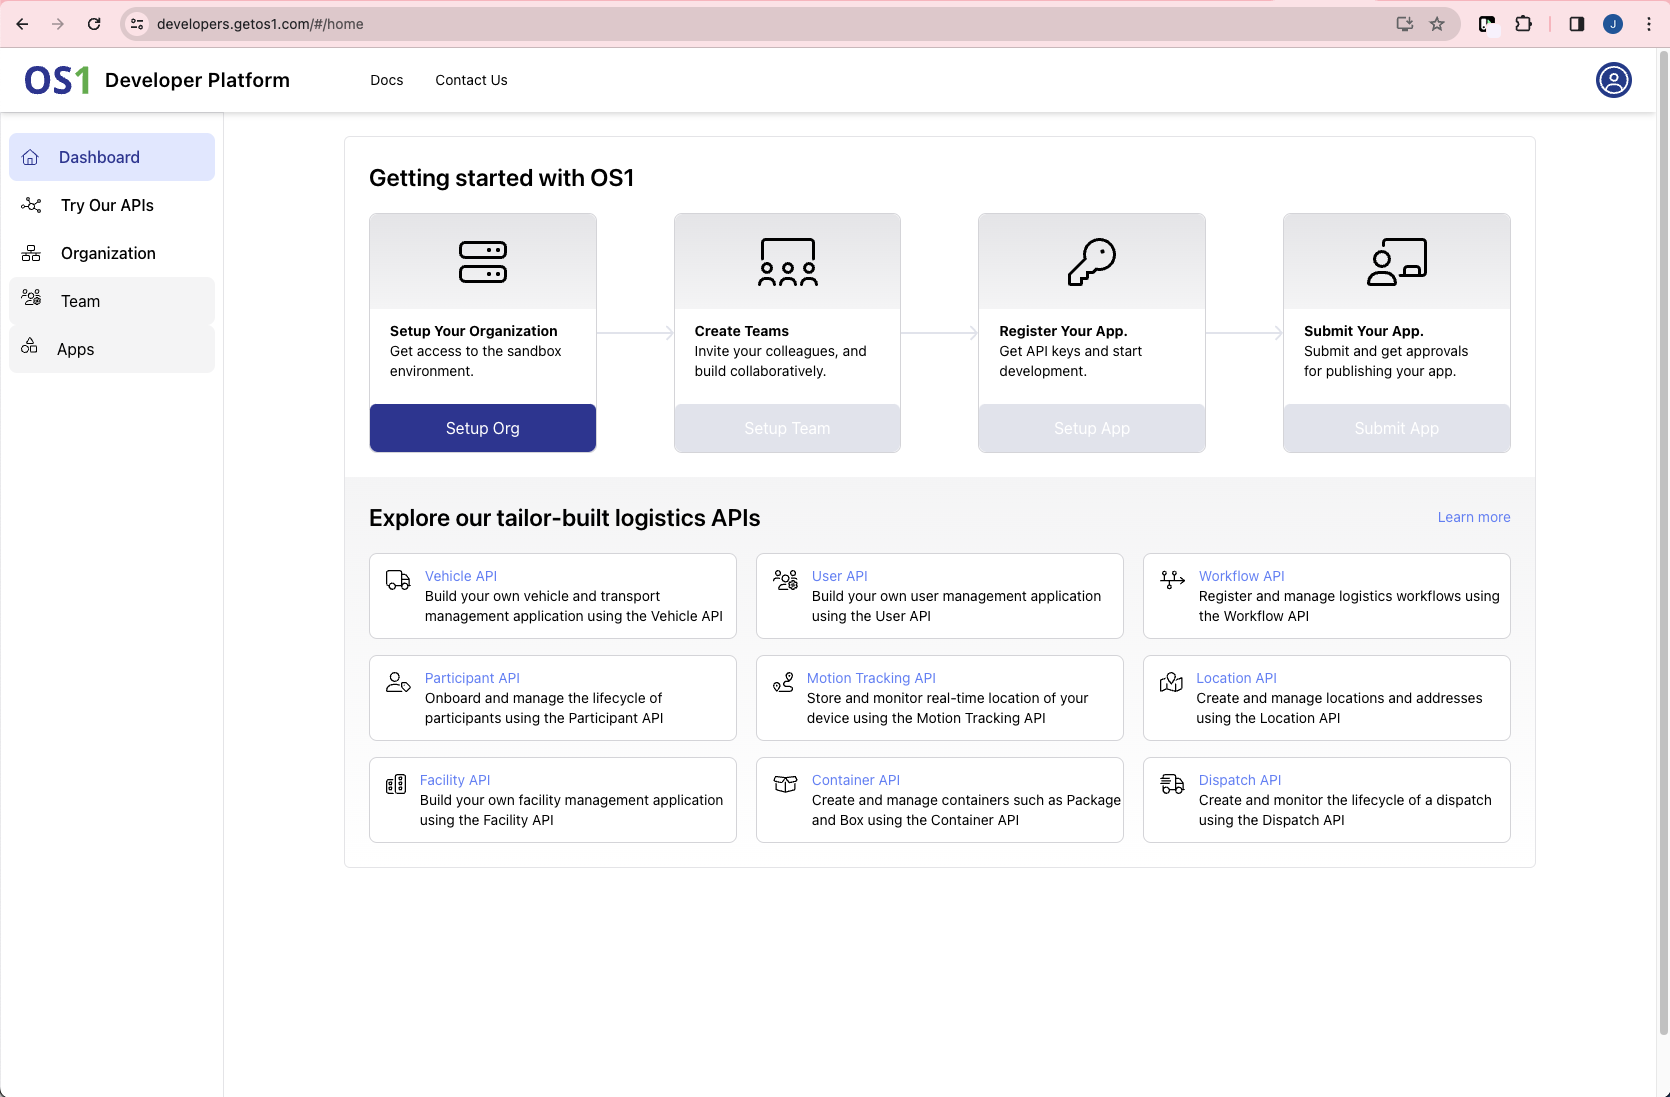 developers.getos1.com/#/home
J
OS1 Developer Platform
Docs
Contact Us
Dashboard
Try Our APIs
Organization
Team
Apps
Getting started with OS1
Setup Your Organization
Get access to the sandbox
environment.
Setup Org
Create Teams
Invite your colleagues, and
build collaboratively.
Setup Team
Register Your App.
Get API keys and start
development.
Setup App
Submit Your App.
Submit and get approvals
for publishing your app.
Submit App
Explore our tailor-built logistics APIs
Learn more
Vehicle API
Build your own vehicle and transport
management application using the Vehicle API
User API
Build your own user management application
using the User API
Workflow API
Register and manage logistics workflows using
the Workflow API
Participant API
Onboard and manage the lifecycle of
participants using the Participant API
Motion Tracking API
Store and monitor real-time location of your
device using the Motion Tracking API
Location API
Create and manage locations and addresses
using the Location API
Facility API
Build your own facility management application
using the Facility API
Container API
Create and manage containers such as Package
and Box using the Container API
Dispatch API
Create and monitor the lifecycle of a dispatch
using the Dispatch API